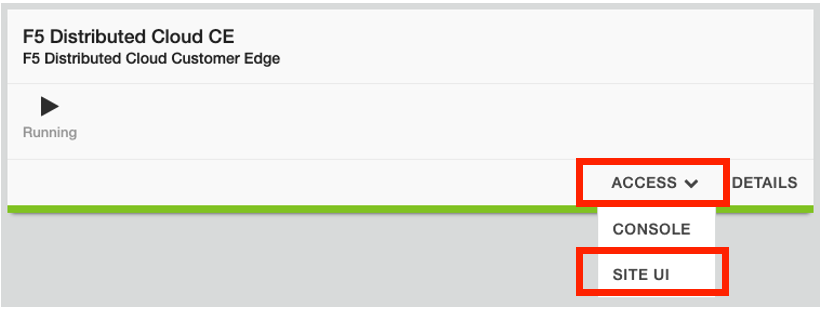 F5 Distributed Cloud CE
F5 Distributed Cloud Customer Edge
Running
ACCESS DETAILS
CONSOLE
SITE UI